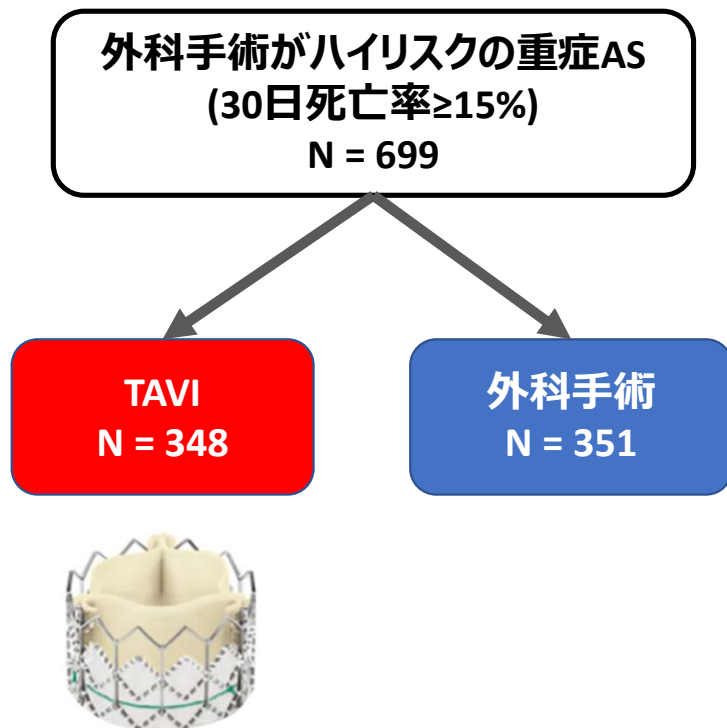 外科手術がハイリスクの重症AS
(30日死亡率≥15%)
N = 699
TAVI
N = 348
外科手術
N = 351